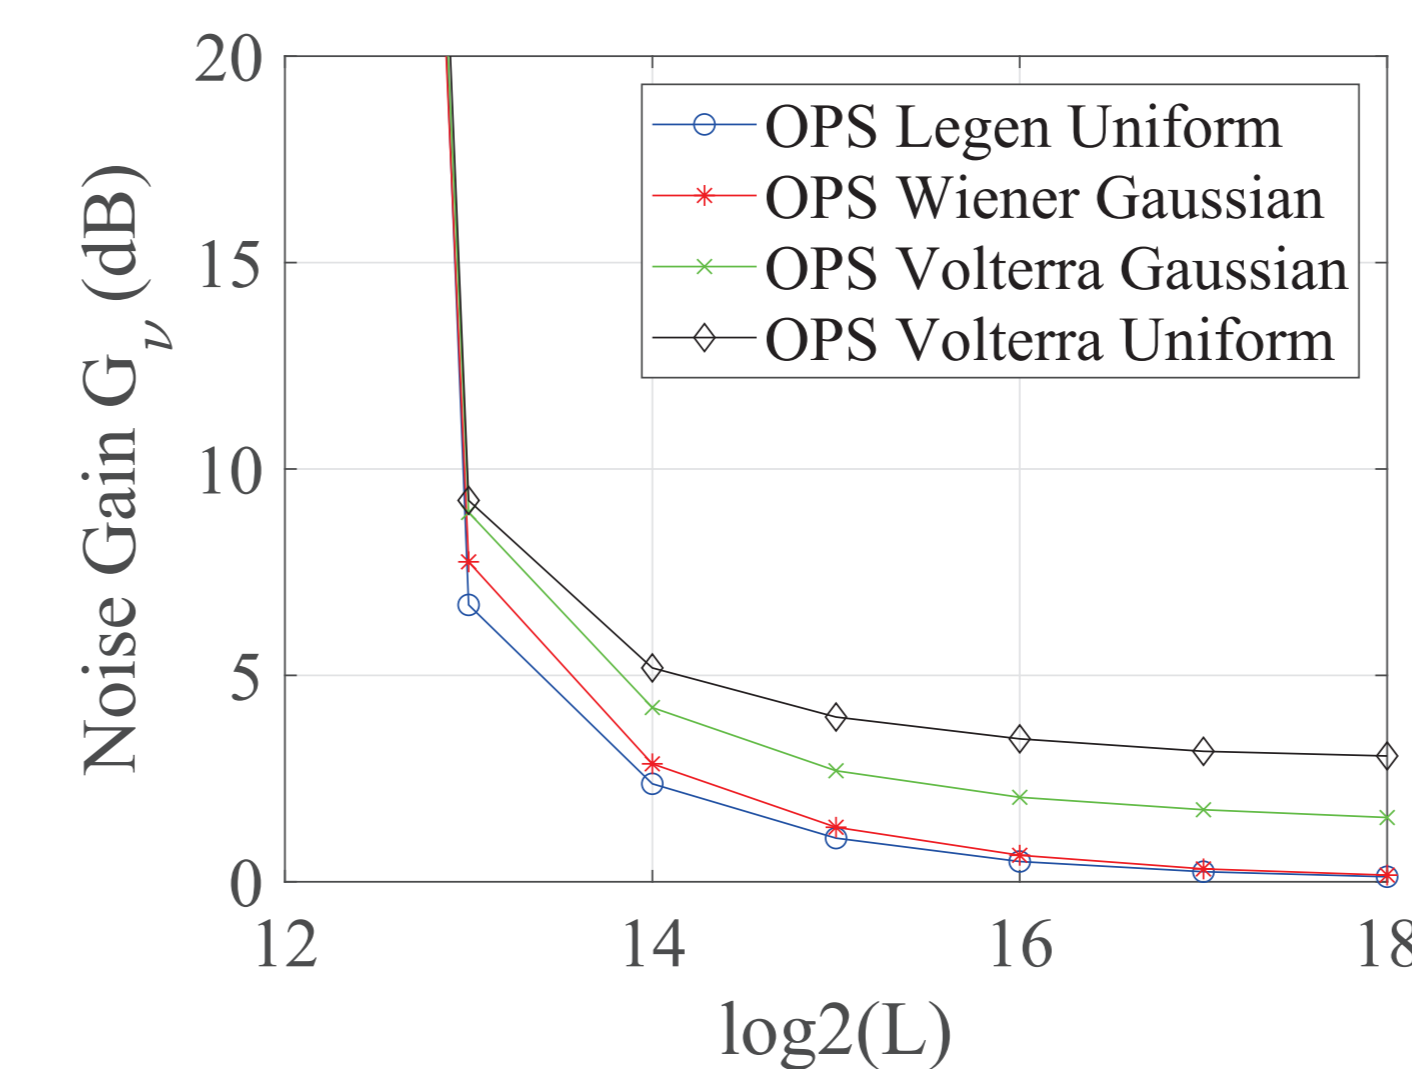 20
15
10
5
0
Noise Gain G ν (dB)
OPS Legen Uniform
OPS Wiener Gaussian
OPS Volterra Gaussian
OPS Volterra Uniform
12 14 16 18
log2(L)